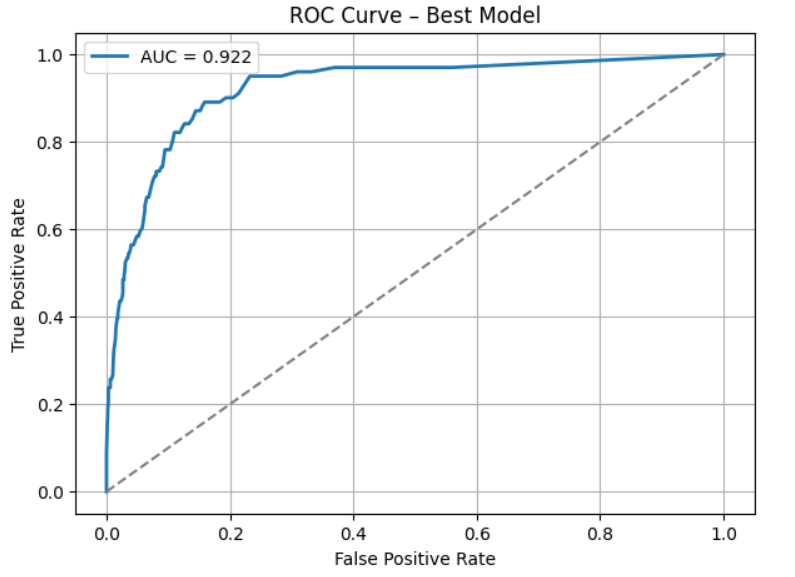 ROC Curve – Best Model
AUC = 0.922
1.0
0.8
0.6
0.4
0.2
0.0
True Positive Rate
0.0 0.2 0.4 0.6 0.8 1.0
False Positive Rate